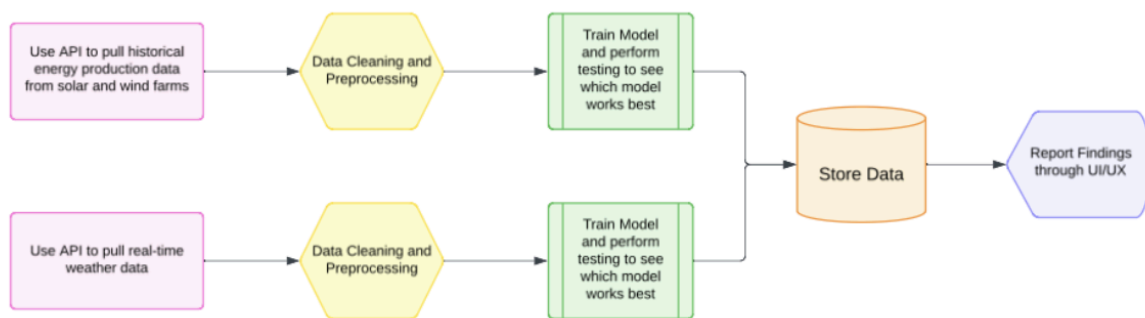 Use API to pull historical
energy production data
from solar and wind farms
Data Cleaning and
Preprocessing
Train Model
and perform
testing to see
which model
works best
Store Data
Report Findings
through UI/UX
Use API to pull real-time
weather data
Data Cleaning and
Preprocessing
Train Model
and perform
testing to see
which model
works best